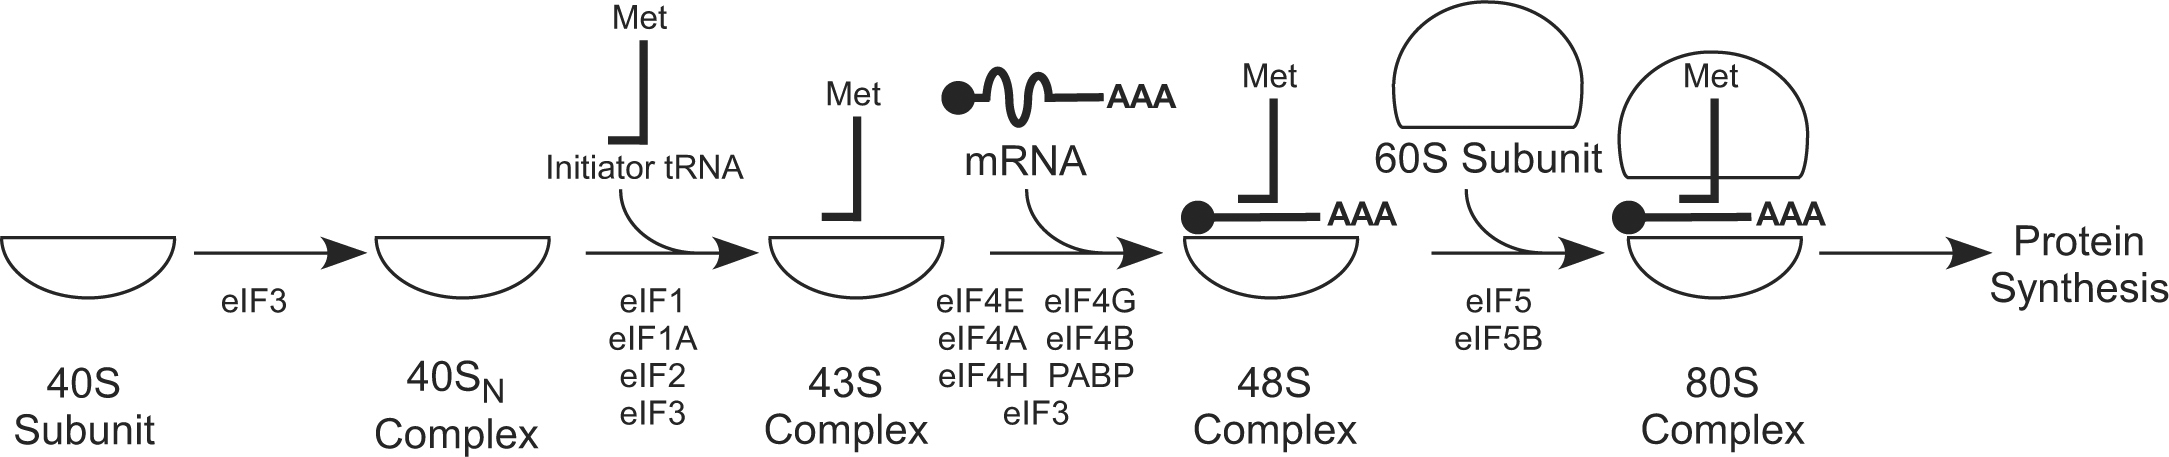 Met
Initiator tRNA
Met
AAA
mRNA
Met
AAA
60S Subunit
Met
AAA
Protein
Synthesis
eIF3
eIF1
eIF1A
eIF2
eIF3
eIF4E eIF4G
eIF4A eIF4B
eIF4H PABP
eIF3
eIF5
eIF5B
40S
Subunit
40SN
Complex
43S
Complex
48S
Complex
80S
Complex